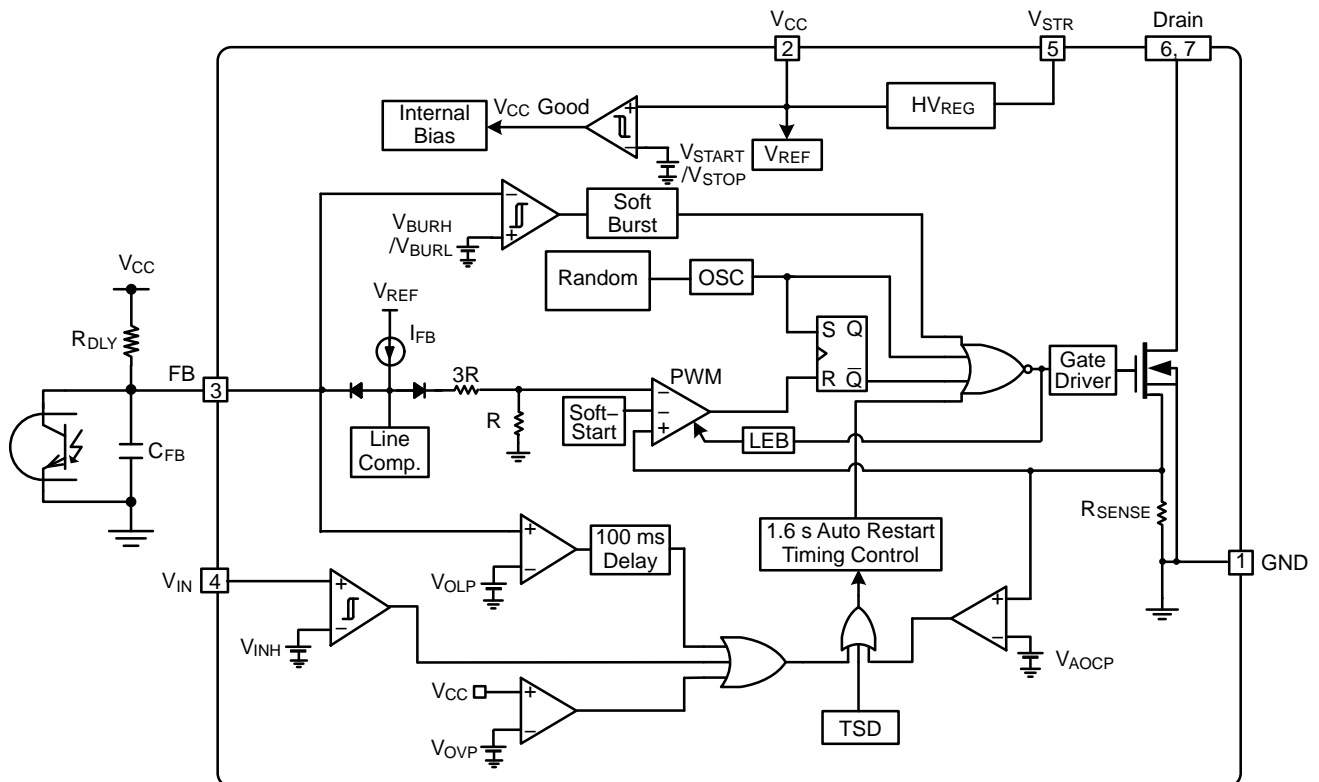 VCC
VSTR
Drain
2
5
6, 7
Internal
Bias
VCC Good
+
−
HVREG
VSTART
/VSTOP
VREF
−
+
VBURH
/VBURL
Soft
Burst
Random
OSC
VCC
RDLY
VREF
IFB
FB
3
3R
R
Line
Comp.
CFB
PWM
−
−
+
Soft–
Start
S Q
R Q
LEB
Gate
Driver
RSENSE
1
GND
1.6 s Auto Restart
Timing Control
+
−
VOLP
100 ms
Delay
VIN
4
+
−
VINH
VCC
+
−
VOVP
TSD
+
−
VAOCP